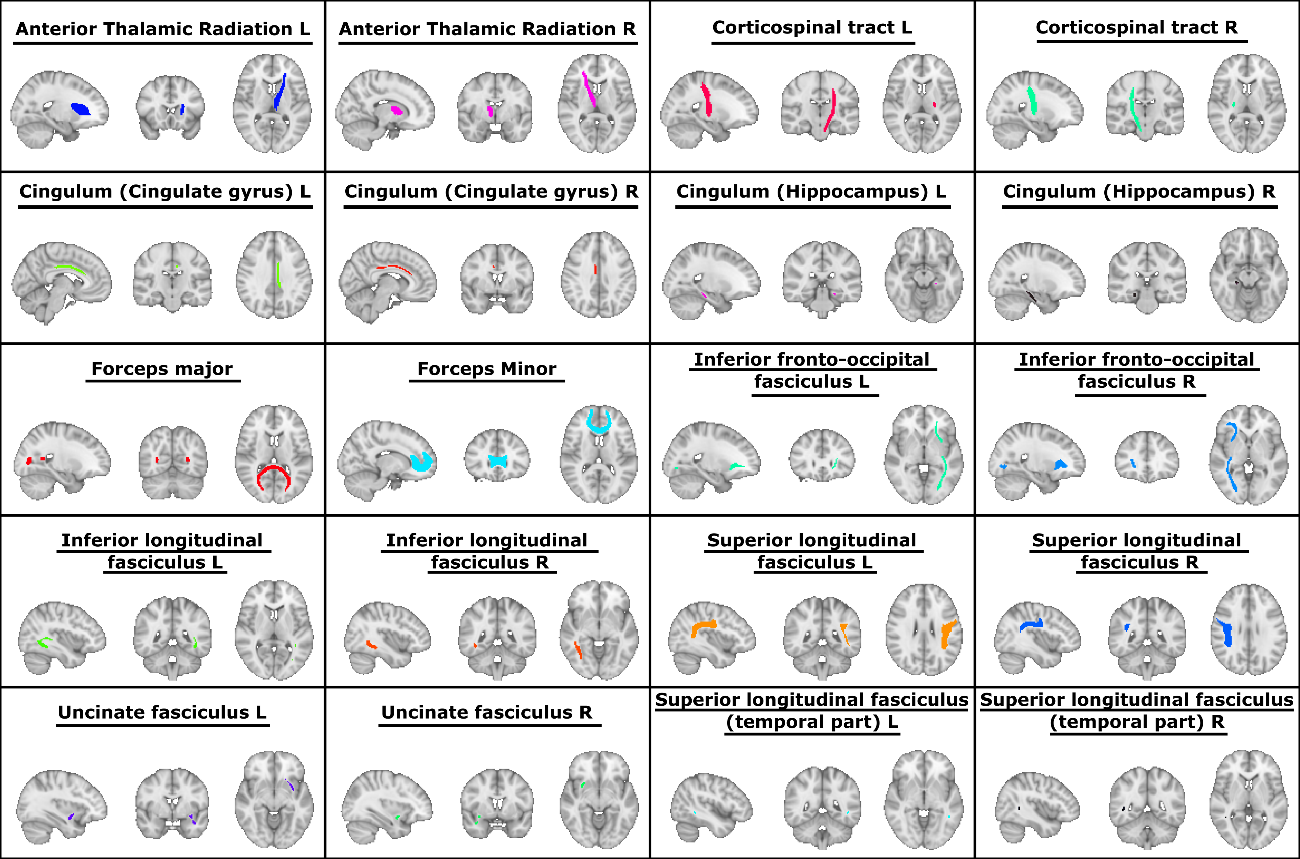 Anterior Thalamic Radiation L
Anterior Thalamic Radiation R
Corticospinal tract L
Corticospinal tract R
Cingulum (Cingulate gyrus) L
Cingulum (Cingulate gyrus) R
Cingulum (Hippocampus) L
Cingulum (Hippocampus) R
Forceps major
Forceps Minor
Inferior fronto-occipital
fasciculus L
Inferior fronto-occipital
fasciculus R
Inferior longitudinal
fasciculus L
Inferior longitudinal
fasciculus R
Superior longitudinal
fasciculus L
Superior longitudinal
fasciculus R
Uncinate fasciculus L
Uncinate fasciculus R
Superior longitudinal fasciculus
(temporal part) L
Superior longitudinal fasciculus
(temporal part) R